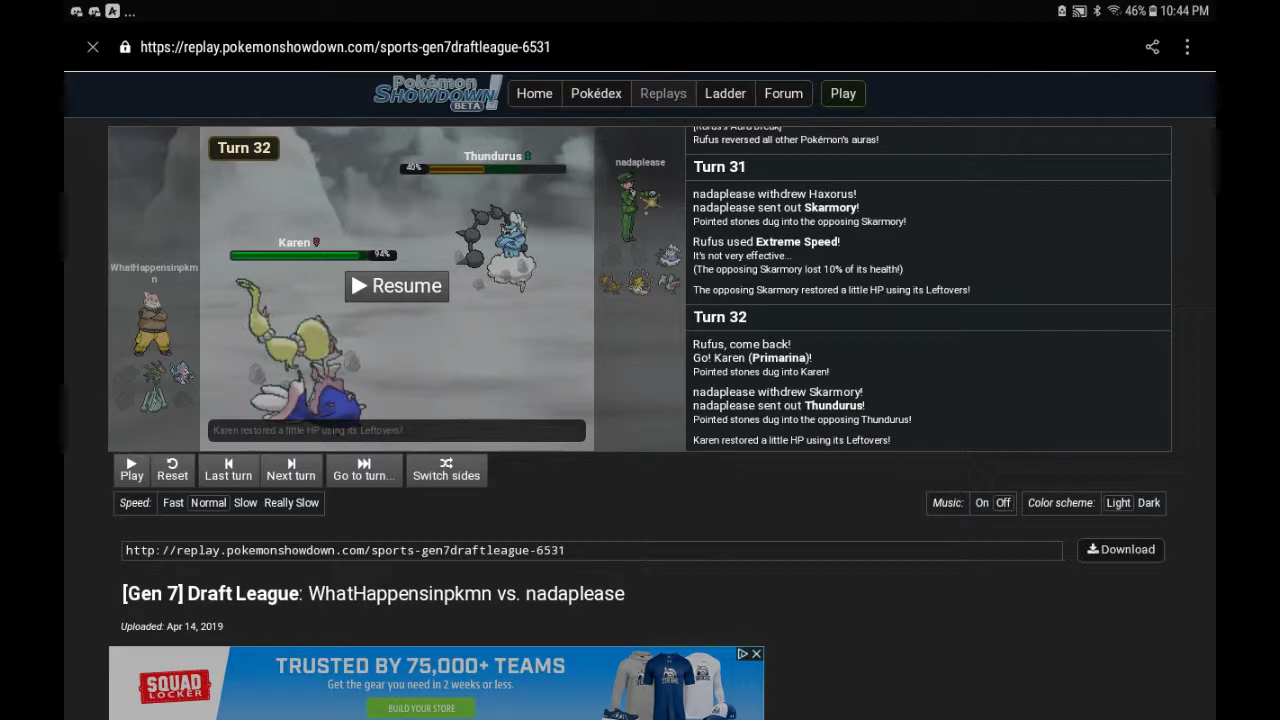 A ... 46% 10:44 PM
https://replay.pokemonshowdown.com/sports-gen7draftleague-6531
Pokémon
SHOWDOWN!
BETA
Home Pokédex Replays Ladder Forum Play
Turn 32
Thundurus
40%
Karen
94%
WhatHappensinpkm
n
nadaplease
Resume
Karen restored a little HP using its Leftovers!
[Rufus's Aura Break]
Rufus reversed all other Pokémon's auras!
Turn 31
nadaplease withdrew Haxorus!
nadaplease sent out Skarmory!
Pointed stones dug into the opposing Skarmory!
Rufus used Extreme Speed!
It's not very effective...
(The opposing Skarmory lost 10% of its health!)
The opposing Skarmory restored a little HP using its Leftovers!
Turn 32
Rufus, come back!
Go! Karen (Primarina)!
Pointed stones dug into Karen!
nadaplease withdrew Skarmory!
nadaplease sent out Thundurus!
Pointed stones dug into the opposing Thundurus!
Karen restored a little HP using its Leftovers!
Play Reset Last turn Next turn Go to turn... Switch sides
Speed: Fast Normal Slow Really Slow
Music: On Off Color scheme: Light Dark
http://replay.pokemonshowdown.com/sports-gen7draftleague-6531
Download
[Gen 7] Draft League: WhatHappensinpkmn vs. nadaplease
Uploaded: Apr 14, 2019
SQUAD
LOCKER
TRUSTED BY 75,000+ TEAMS
Get the gear you need in 2 weeks or less.
BUILD YOUR STORE